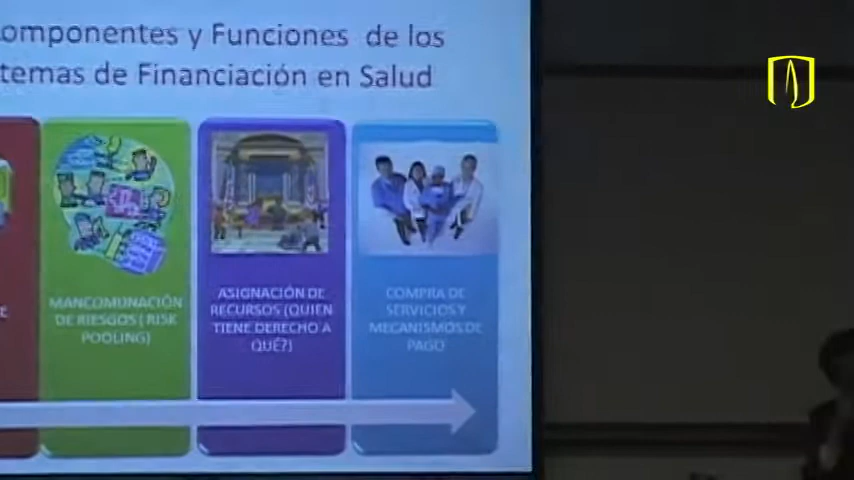 omponentes y Funciones de los
temas de Financiación en Salud
MANCOMUNACIÓN
DE RIESGOS ( RISK
POOLING)
ASIGNACIÓN DE
RECURSOS (QUIEN
TIENE DERECHO A
QUÉ?)
COMPRA DE
SERVICIOS Y
MECANISMOS DE
PAGO